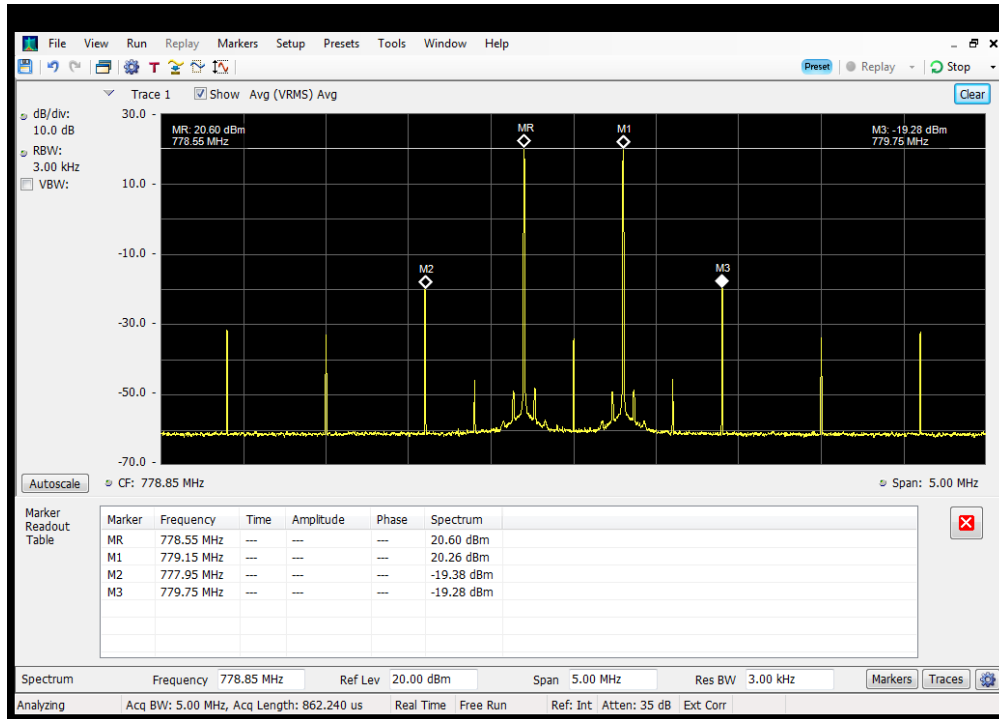 File View Run Replay Markers Setup Presets Tools Window Help
T Preset Replay Stop
Trace 1 Show Avg (VRMS) Avg Clear
dB/div:
10.0 dB
RBW:
3.00 kHz
VBW:
30.0 -
10.0 -
-10.0 -
-30.0 -
-50.0 -
-70.0 -
MR: 20.60 dBm
778.55 MHz
MR
M1
M3: -19.28 dBm
779.75 MHz
M2
M3
Autoscale CF: 778.85 MHz Span: 5.00 MHz
Marker
Readout
Table
Marker Frequency Time Amplitude Phase Spectrum
MR 778.55 MHz --- --- --- 20.60 dBm
M1 779.15 MHz --- --- --- 20.26 dBm
M2 777.95 MHz --- --- --- -19.38 dBm
M3 779.75 MHz --- --- --- -19.28 dBm
Spectrum Frequency 778.85 MHz Ref Lev 20.00 dBm Span 5.00 MHz Res BW 3.00 kHz Markers Traces
Analyzing Acq BW: 5.00 MHz, Acq Length: 862.240 us Real Time Free Run Ref: Int Atten: 35 dB Ext Corr